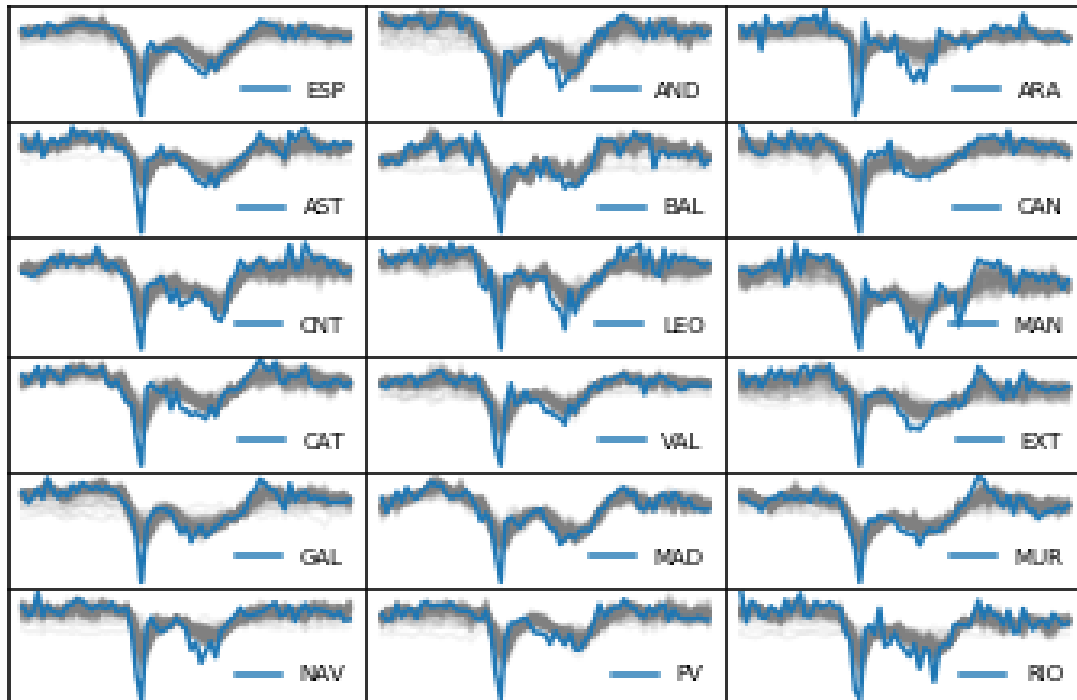 ESP
AND
ARA
AST
BAL
CAN
CNT
LEO
MAN
CAT
VAL
EXT
GAL
MAD
MUR
NAV
PV
RIO